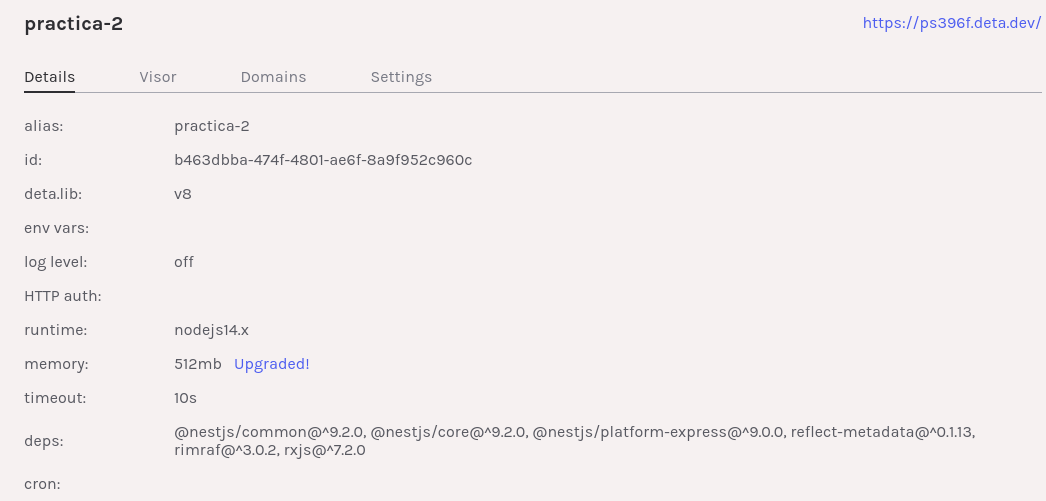 practica-2 https://ps396f.deta.dev/
Details Visor Domains Settings
alias: practica-2
id: b463dbba-474f-4801-ae6f-8a9f952c960c
deta.lib: v8
env vars:
log level: off
HTTP auth:
runtime: nodejs14.x
memory: 512mb Upgraded!
timeout: 10s
deps: @nestjs/common@^9.2.0, @nestjs/core@^9.2.0, @nestjs/platform-express@^9.0.0, reflect-metadata@^0.1.13,
rimraf@^3.0.2, rxjs@^7.2.0
cron: